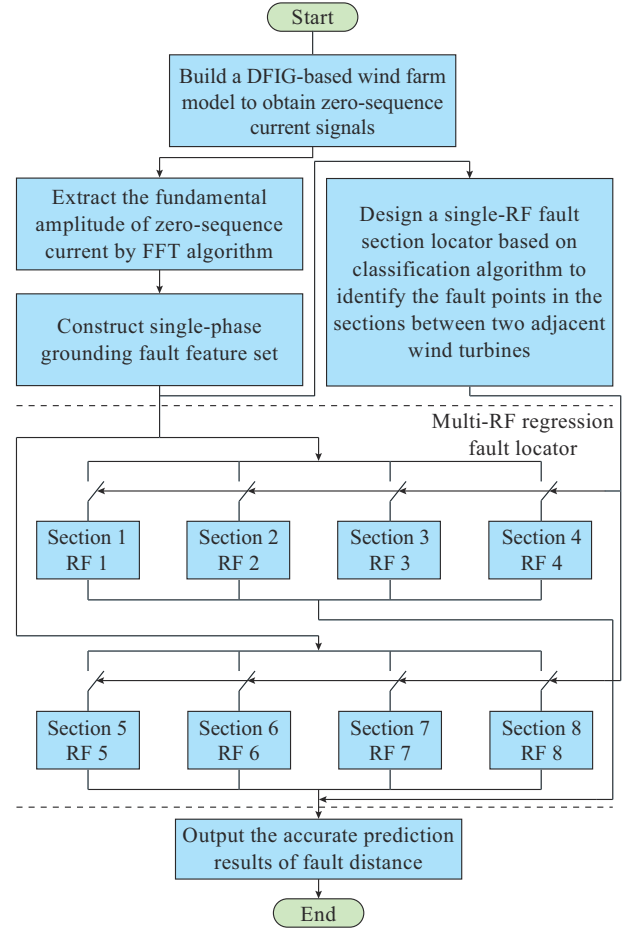 Start
Build a DFIG-based wind farm
model to obtain zero-sequence
current signals
Extract the fundamental
amplitude of zero-sequence
current by FFT algorithm
Construct single-phase
grounding fault feature set
Design a single-RF fault
section locator based on
classification algorithm to
identify the fault points in the
sections between two adjacent
wind turbines
Multi-RF regression
fault locator
Section 1
RF 1
Section 2
RF 2
Section 3
RF 3
Section 4
RF 4
Section 5
RF 5
Section 6
RF 6
Section 7
RF 7
Section 8
RF 8
Output the accurate prediction
results of fault distance
End